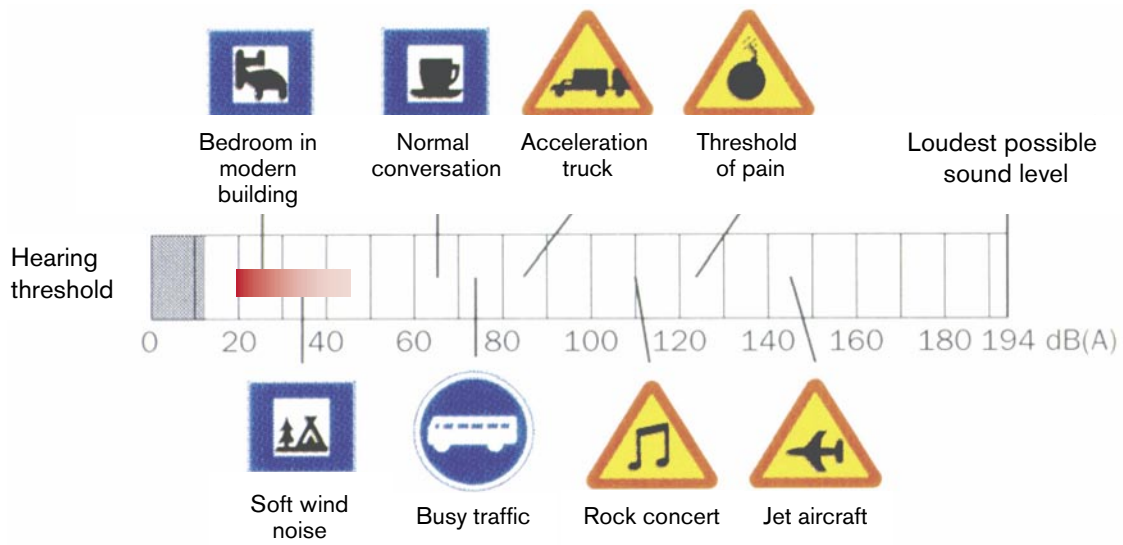 Bedroom in
modern
building
Normal
conversation
Acceleration
truck
Threshold
of pain
Loudest possible
sound level
Hearing
threshold
0 20 40 60 80 100 120 140 160 180 194 dB(A)
Soft wind
noise
Busy traffic
Rock concert
Jet aircraft